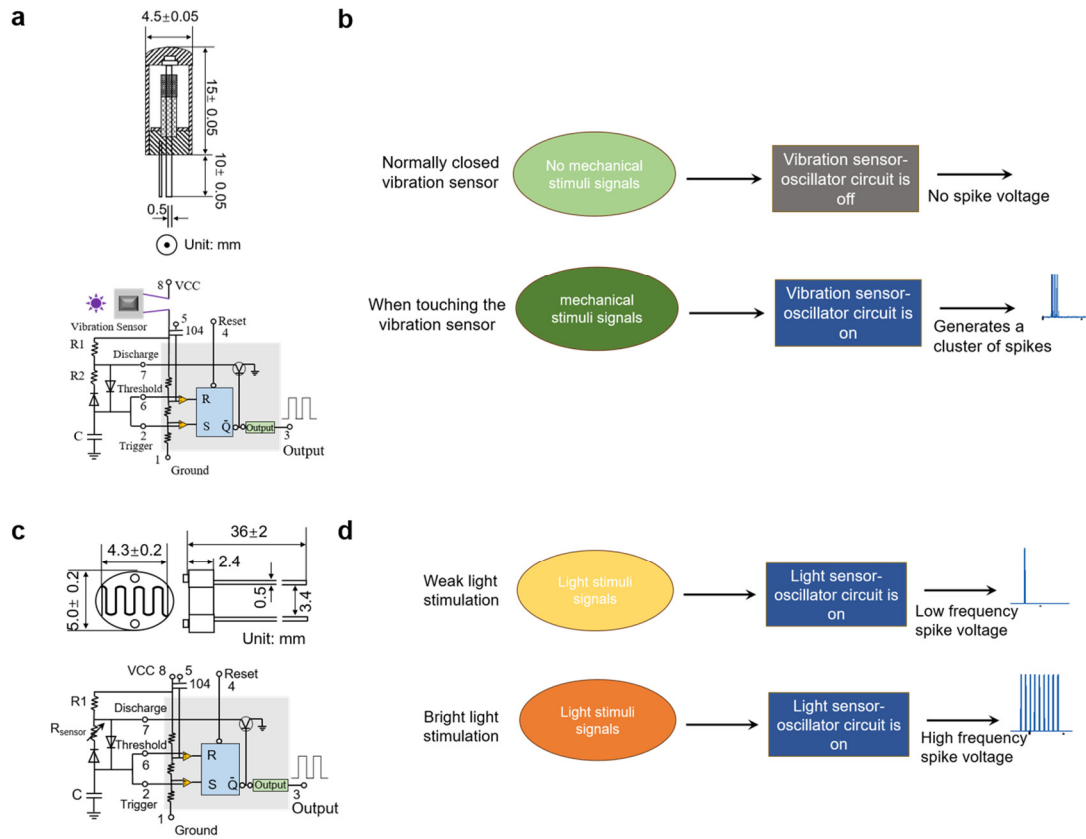 a
4.5±0.05
15± 0.05
10± 0.05
0.5
Unit: mm
8
VCC
Vibration Sensor
5
104
Reset
4
R1
Discharge
7
R2
Threshold
6
R
S
Q̄
Output
3
Output
C
2
Trigger
1
Ground
b
Normally closed
vibration sensor
No mechanical
stimuli signals
Vibration sensor-
oscillator circuit is
off
No spike voltage
When touching the
vibration sensor
mechanical
stimuli signals
Vibration sensor-
oscillator circuit is
on
Generates a
cluster of spikes
c
4.3±0.2
5.0± 0.2
36±2
2.4
0.5
3.4
Unit: mm
VCC 8
5
104
Reset
4
R1
Discharge
7
Rsensor
Threshold
6
R
S
Q̄
Output
3
Output
C
2
Trigger
1
Ground
d
Weak light
stimulation
Light stimuli
signals
Light sensor-
oscillator circuit is
on
Low frequency
spike voltage
Bright light
stimulation
Light stimuli
signals
Light sensor-
oscillator circuit is
on
High frequency
spike voltage